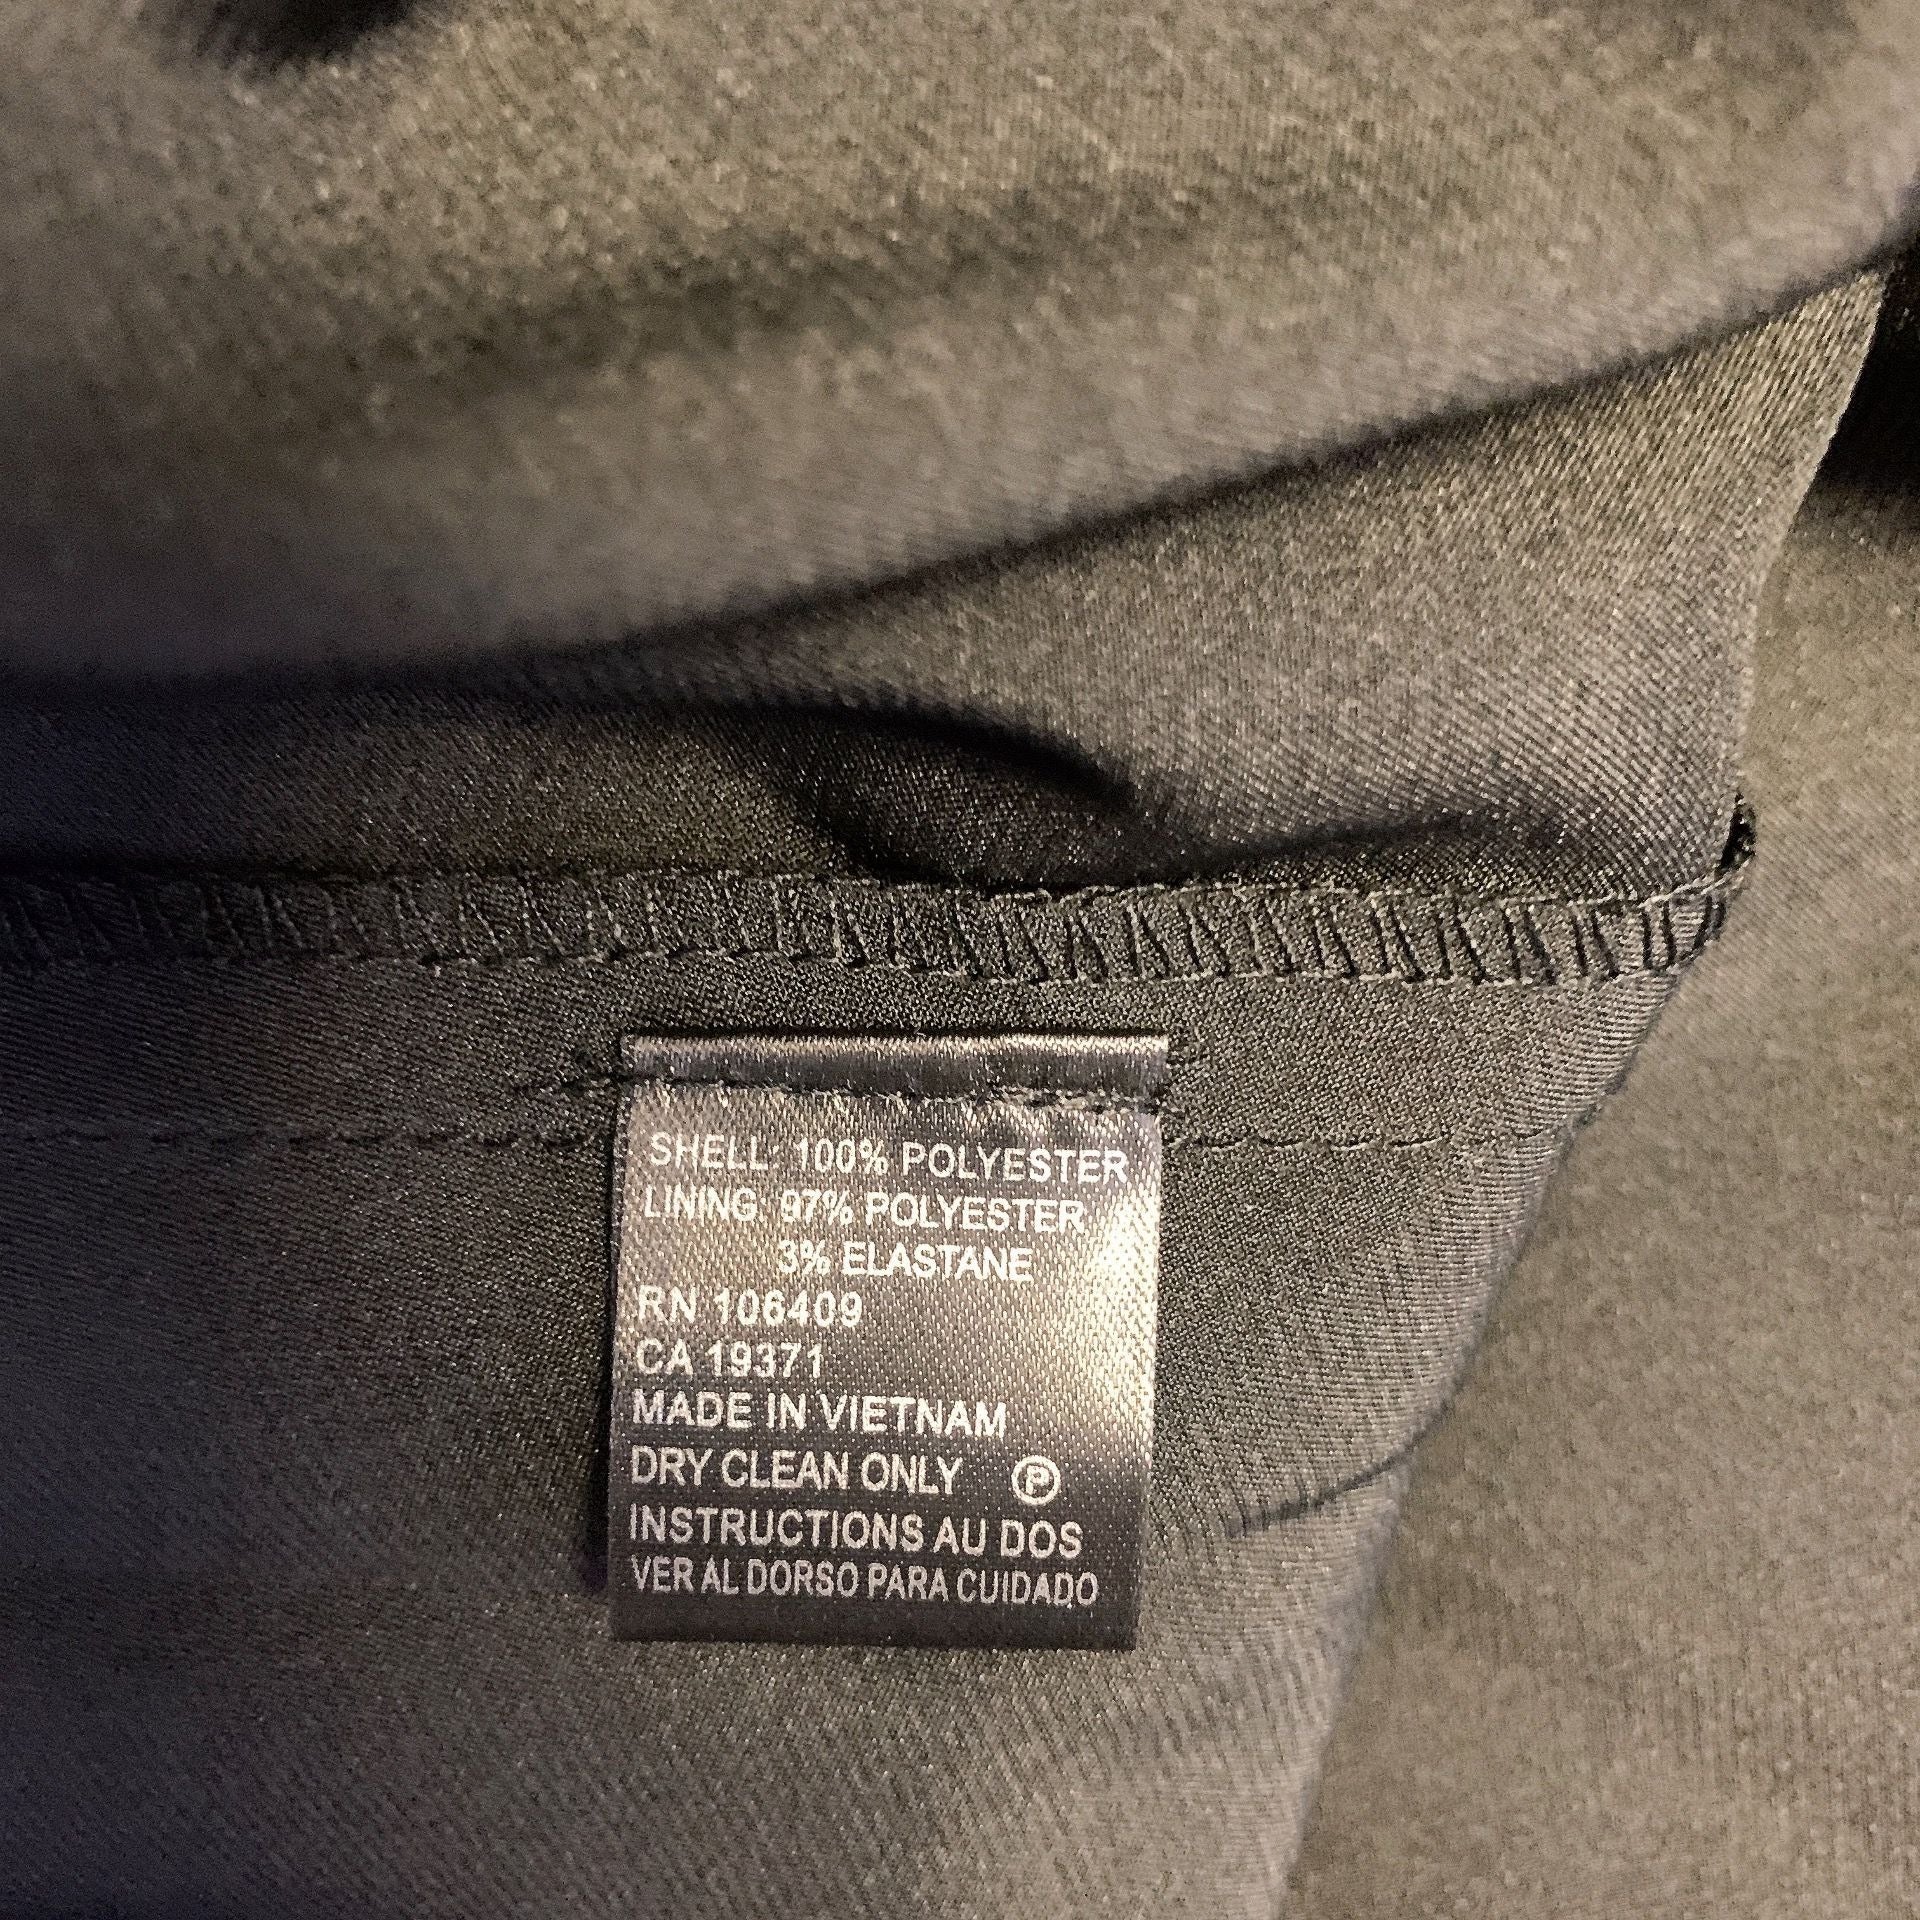 SHELL: 100% POLYESTER
LINING: 97% POLYESTER,
3% ELASTANE
RN 106409
CA 19371
MADE IN VIETNAM
DRY CLEAN ONLY Ⓟ
INSTRUCTIONS AU DOS
VER AL DORSO PARA CUIDADO